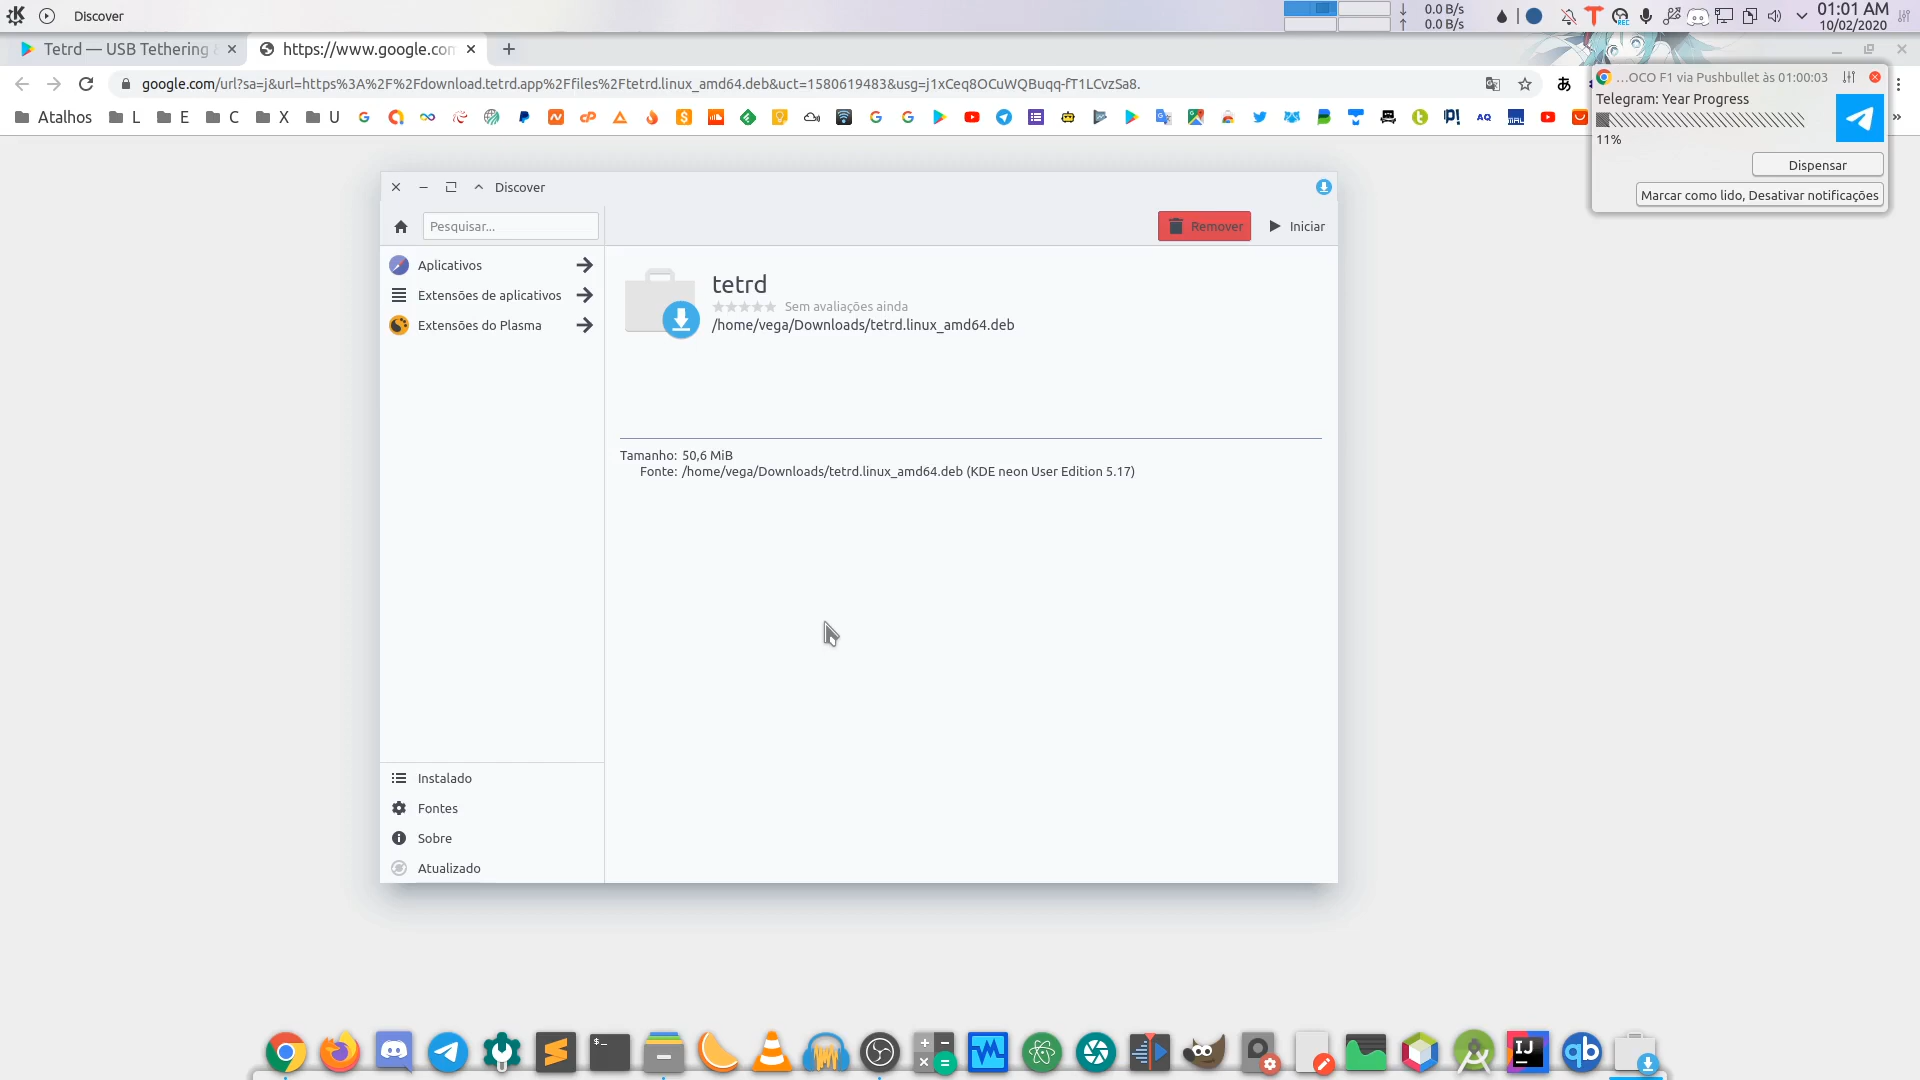 Discover
0.0 B/s
0.0 B/s
01:01 AM
10/02/2020
Tetrd — USB Tethering
https://www.google.com
google.com/url?sa=j&url=https%3A%2F%2Fdownload.tetrd.app%2Ffiles%2Ftetrd.linux_amd64.deb&uct=1580619483&usg=j1xCeq8OCuWQBuqq-fT1LCvzSa8.
Atalhos
L
E
C
X
U
...OCO F1 via Pushbullet às 01:00:03
Telegram: Year Progress
11%
Dispensar
Marcar como lido, Desativar notificações
Discover
Pesquisar...
Remover
Iniciar
Aplicativos
Extensões de aplicativos
Extensões do Plasma
tetrd
Sem avaliações ainda
/home/vega/Downloads/tetrd.linux_amd64.deb
Tamanho: 50,6 MiB
Fonte: /home/vega/Downloads/tetrd.linux_amd64.deb (KDE neon User Edition 5.17)
Instalado
Fontes
Sobre
Atualizado